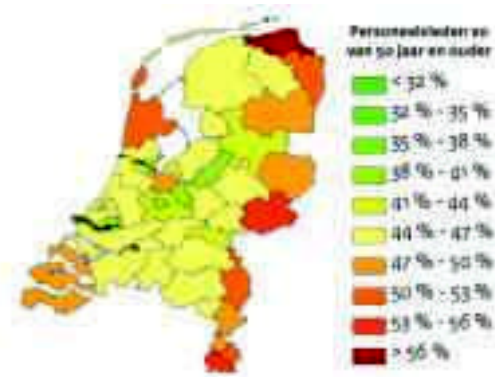 Personeelsleden vo
van 50 jaar en ouder
< 32 %
32 % - 35 %
35 % - 38 %
38 % - 41 %
41 % - 44 %
44 % - 47 %
47 % - 50 %
50 % - 53 %
53 % - 56 %
> 56 %